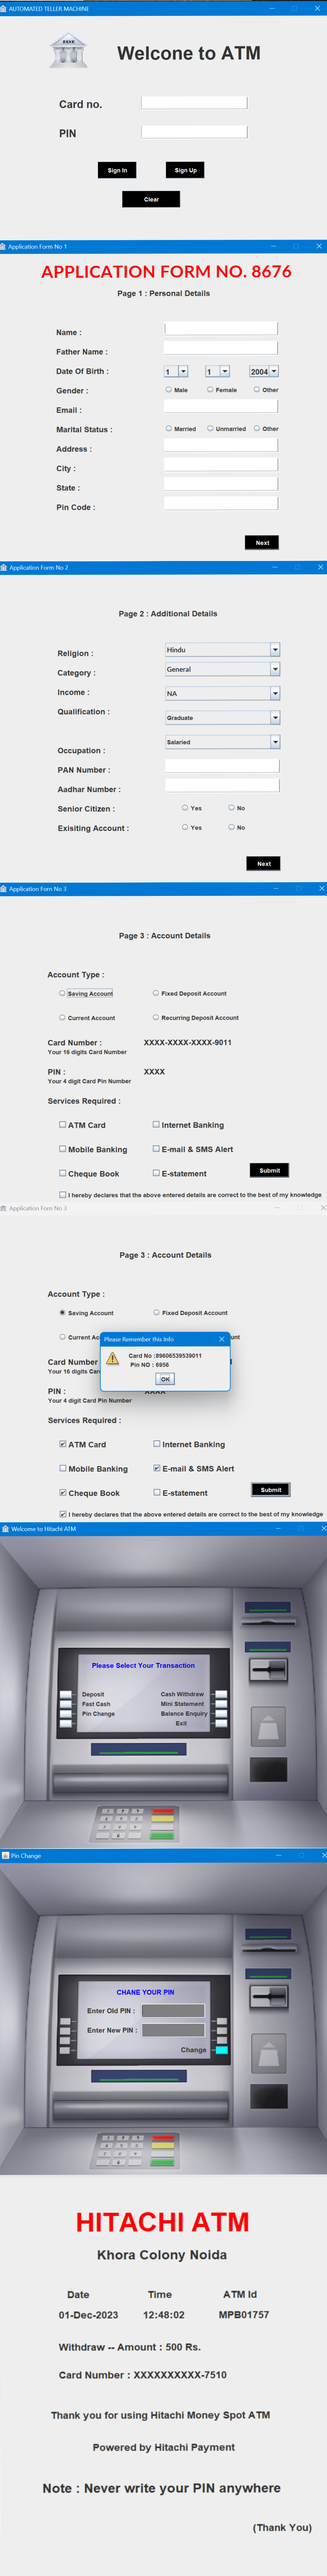 AUTOMATED TELLER MACHINE
BANK
Welcone to ATM
Card no.
PIN
Sign In Sign Up
Clear
Application Form No 1
APPLICATION FORM NO. 8676
Page 1 : Personal Details
Name :
Father Name :
Date Of Birth : 1 1 2004
Gender : Male Female Other
Email :
Marital Status : Married Unmarried Other
Address :
City :
State :
Pin Code :
Next
Application Form No 2
Page 2 : Additional Details
Religion : Hindu
Category : General
Income : NA
Qualification : Graduate
Salaried
Occupation :
PAN Number :
Aadhar Number :
Senior Citizen : Yes No
Exisiting Account : Yes No
Next
Application Forn No 3
Page 3 : Account Details
Account Type :
Saving Account Fixed Deposit Account
Current Account Recurring Deposit Account
Card Number : XXXX-XXXX-XXXX-9011
Your 16 digits Card Number
PIN : XXXX
Your 4 digit Card Pin Number
Services Required :
ATM Card Internet Banking
Mobile Banking E-mail & SMS Alert
Cheque Book E-statement
Submit
I hereby declares that the above entered details are correct to the best of my knowledge
Application Forn No 3
Page 3 : Account Details
Account Type :
Saving Account Fixed Deposit Account
Current Ac unt
Please Remember this Info
Card No :89606539539011
Pin NO : 6956
OK
Card Number
Your 16 digits Car
PIN : XXXX
Your 4 digit Card Pin Number
Services Required :
ATM Card Internet Banking
Mobile Banking E-mail & SMS Alert
Cheque Book E-statement
Submit
I hereby declares that the above entered details are correct to the best of my knowledge
Welcome to Hitachi ATM
Please Select Your Transaction
Deposit Cash Withdraw
Fast Cash Mini Statement
Pin Change Balance Enquiry
Exit
Pin Change
CHANE YOUR PIN
Enter Old PIN :
Enter New PIN :
Change
HITACHI ATM
Khora Colony Noida
Date Time ATM Id
01-Dec-2023 12:48:02 MPB01757
Withdraw -- Amount : 500 Rs.
Card Number : XXXXXXXXXX-7510
Thank you for using Hitachi Money Spot ATM
Powered by Hitachi Payment
Note : Never write your PIN anywhere
(Thank You)